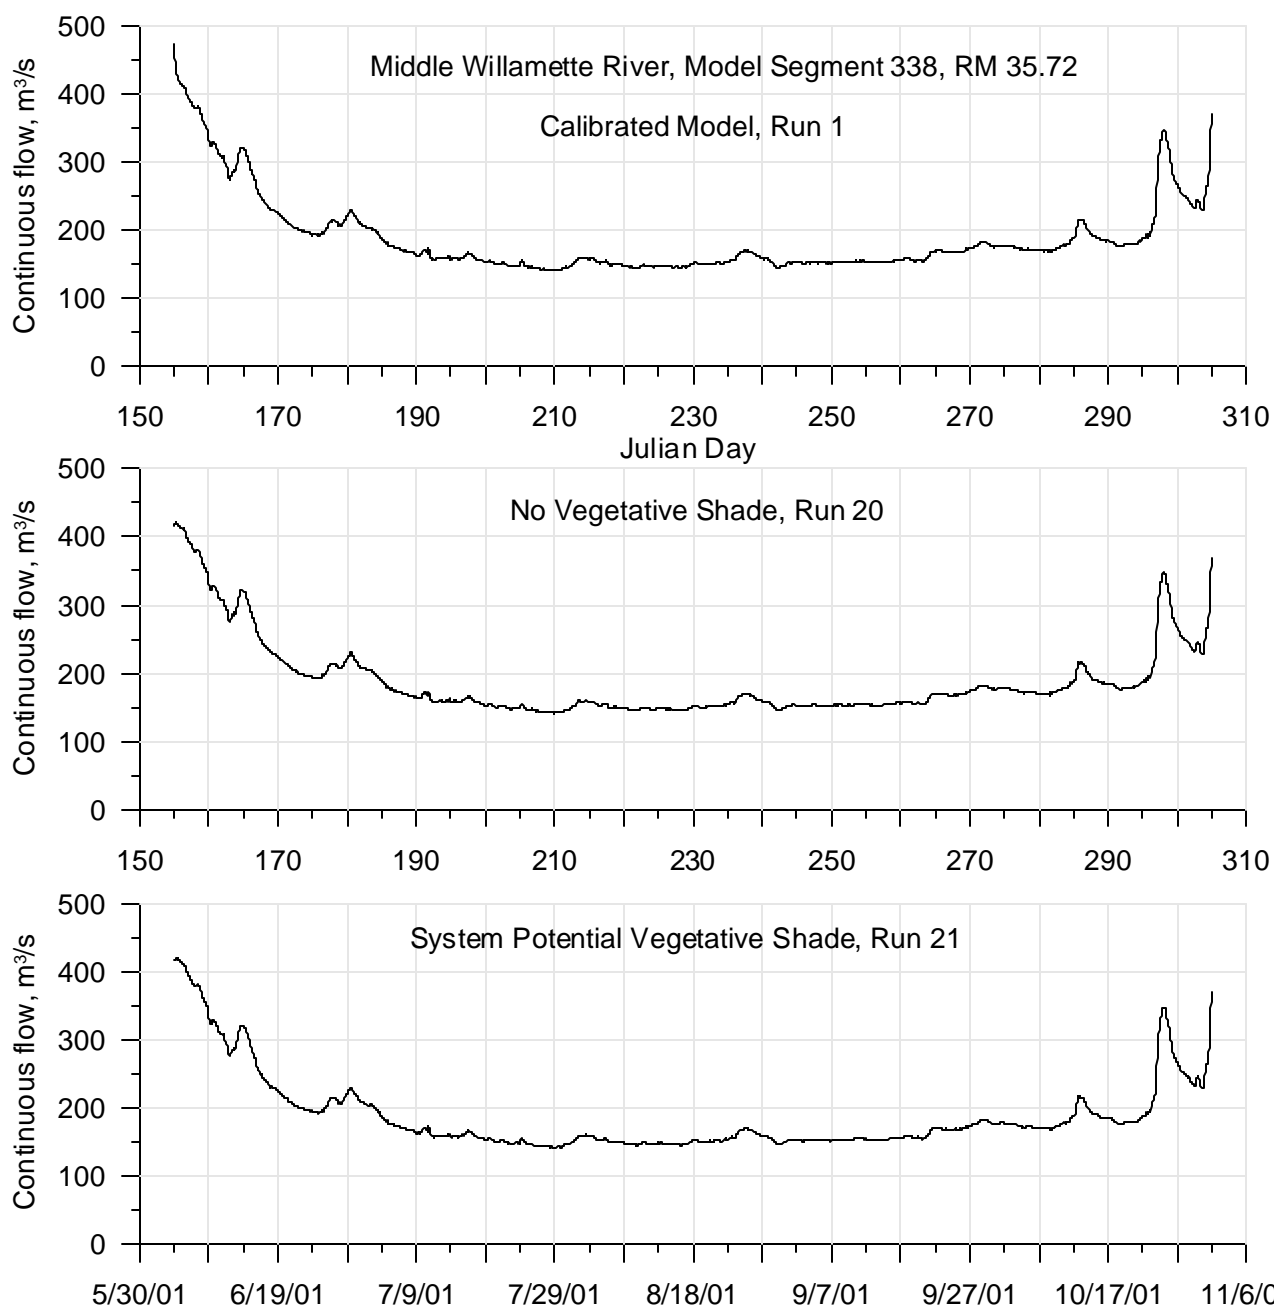 500
400
300
200
100
0
Continuous flow, m³/s
Middle Willamette River, Model Segment 338, RM 35.72
Calibrated Model, Run 1
150 170 190 210 230 250 270 290 310
Julian Day
500
400
300
200
100
0
Continuous flow, m³/s
No Vegetative Shade, Run 20
150 170 190 210 230 250 270 290 310
500
400
300
200
100
0
Continuous flow, m³/s
System Potential Vegetative Shade, Run 21
5/30/01 6/19/01 7/9/01 7/29/01 8/18/01 9/7/01 9/27/01 10/17/01